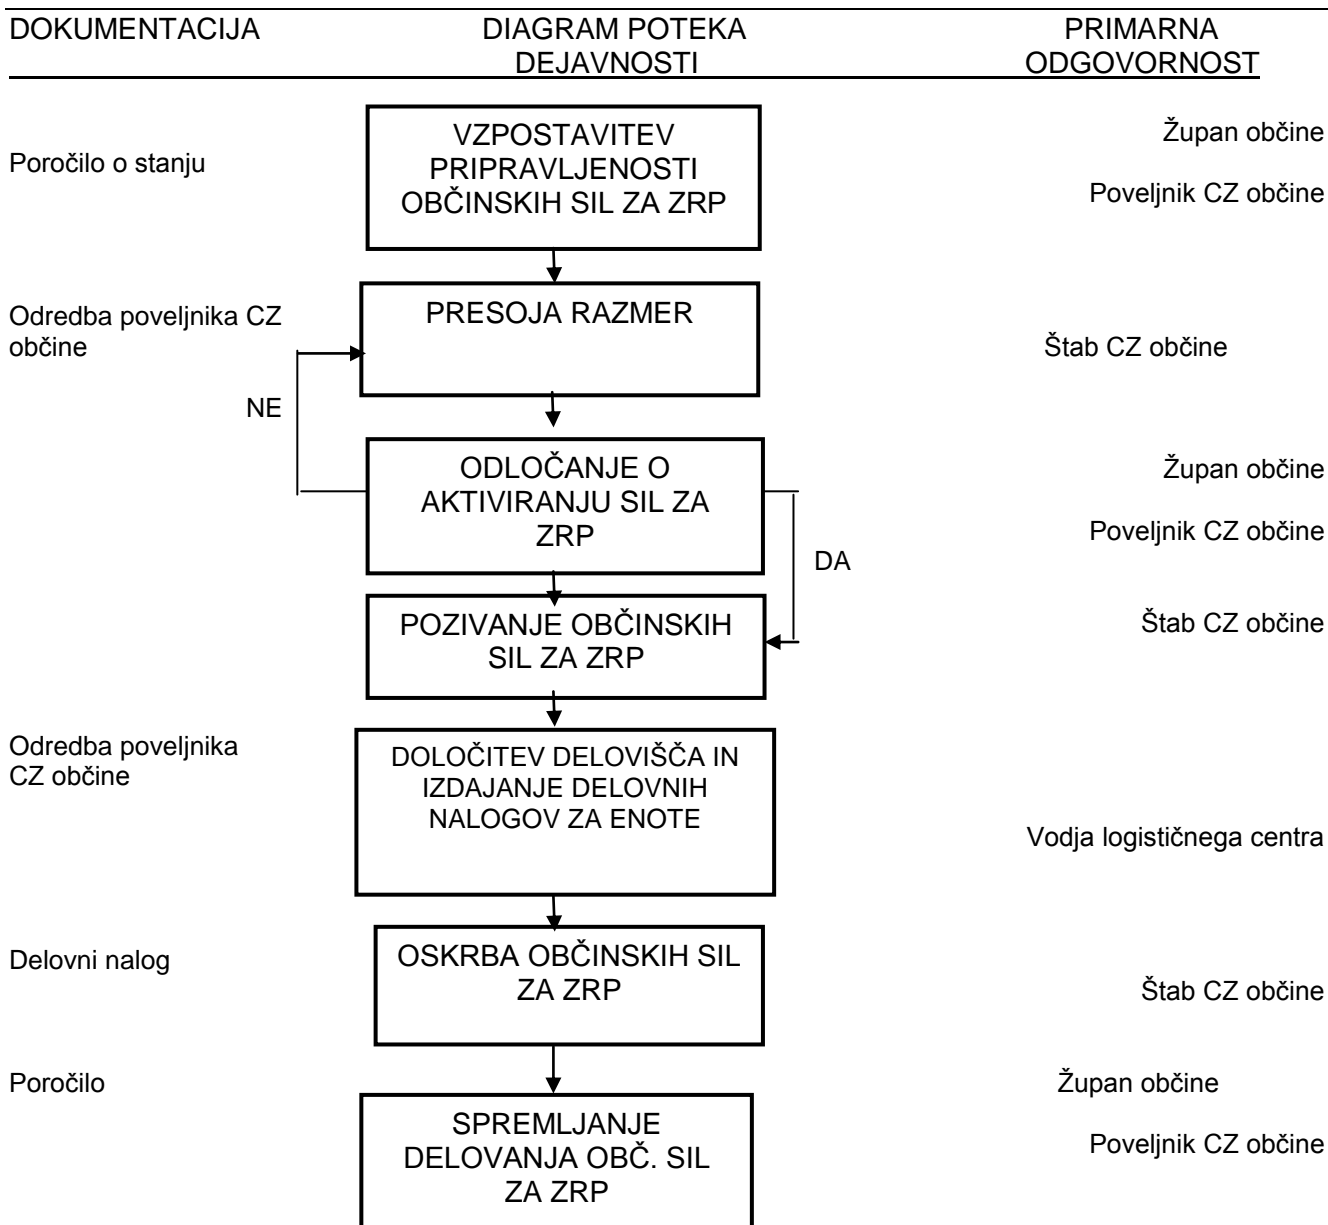 DOKUMENTACIJA
DIAGRAM POTEKA
DEJAVNOSTI
PRIMARNA
ODGOVORNOST
Poročilo o stanju
VZPOSTAVITEV
PRIPRAVLJENOSTI
OBČINSKIH SIL ZA ZRP
Župan občine
Poveljnik CZ občine
Odredba poveljnika CZ
občine
PRESOJA RAZMER
Štab CZ občine
NE
ODLOČANJE O
AKTIVIRANJU SIL ZA
ZRP
Župan občine
Poveljnik CZ občine
DA
POZIVANJE OBČINSKIH
SIL ZA ZRP
Štab CZ občine
Odredba poveljnika
CZ občine
DOLOČITEV DELOVIŠČA IN
IZDAJANJE DELOVNIH
NALOGOV ZA ENOTE
Vodja logističnega centra
Delovni nalog
OSKRBA OBČINSKIH SIL
ZA ZRP
Štab CZ občine
Poročilo
Župan občine
SPREMLJANJE
DELOVANJA OBČ. SIL
ZA ZRP
Poveljnik CZ občine